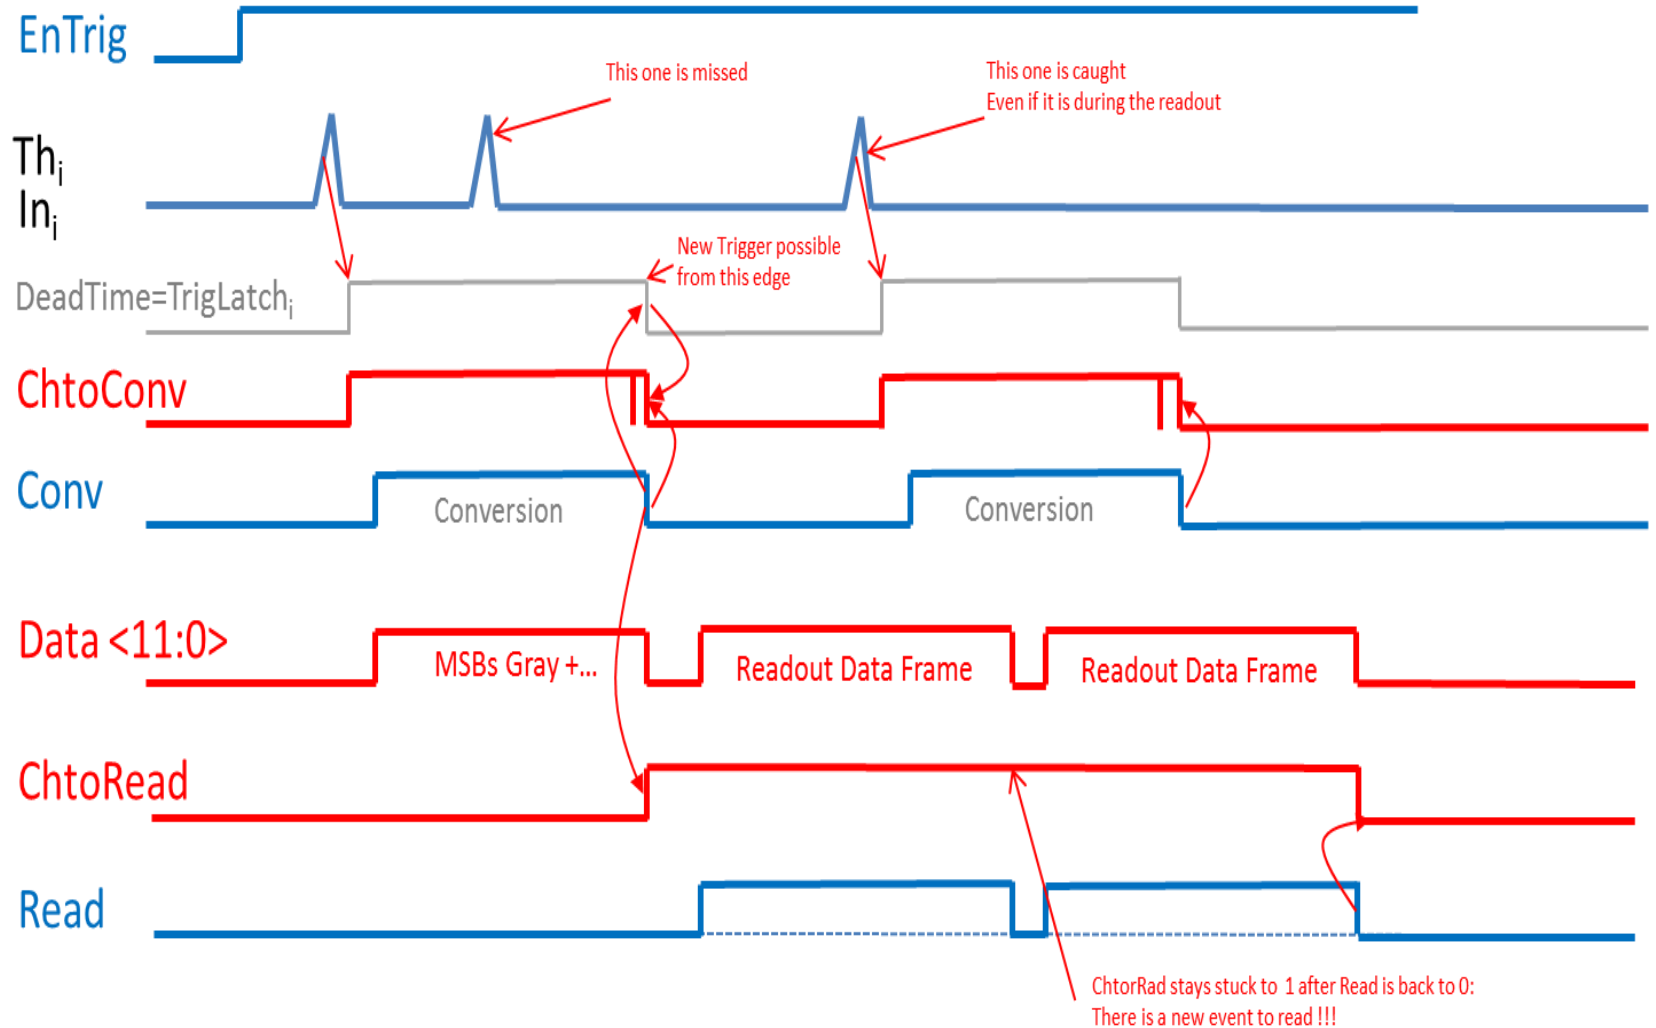 EnTrig
This one is missed
This one is caught
Even if it is during the readout
Thi
Ini
New Trigger possible
from this edge
DeadTime=TrigLatchi
ChtoConv
Conv
Conversion
Conversion
Data <11:0>
MSBs Gray +...
Readout Data Frame
Readout Data Frame
ChtoRead
Read
ChtorRad stays stuck to 1 after Read is back to 0:
There is a new event to read !!!